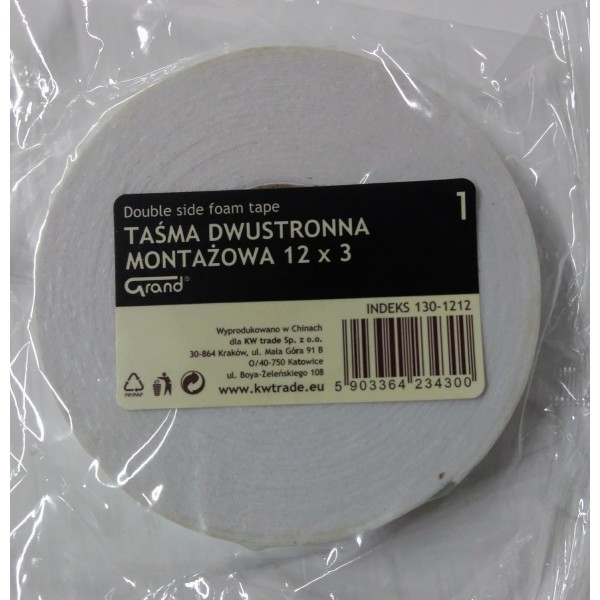 Double side foam tape 1
TAŚMA DWUSTRONNA
MONTAŻOWA 12 x 3
Grand®
INDEKS 130-1212
Wyprodukowano w Chinach
dla KW trade Sp. z o.o.
30-864 Kraków, ul. Mała Góra 91 B
O/40-750 Katowice
ul. Boya-Żeleńskiego 108
www.kwtrade.eu
PP/PAP
5 903364 234300